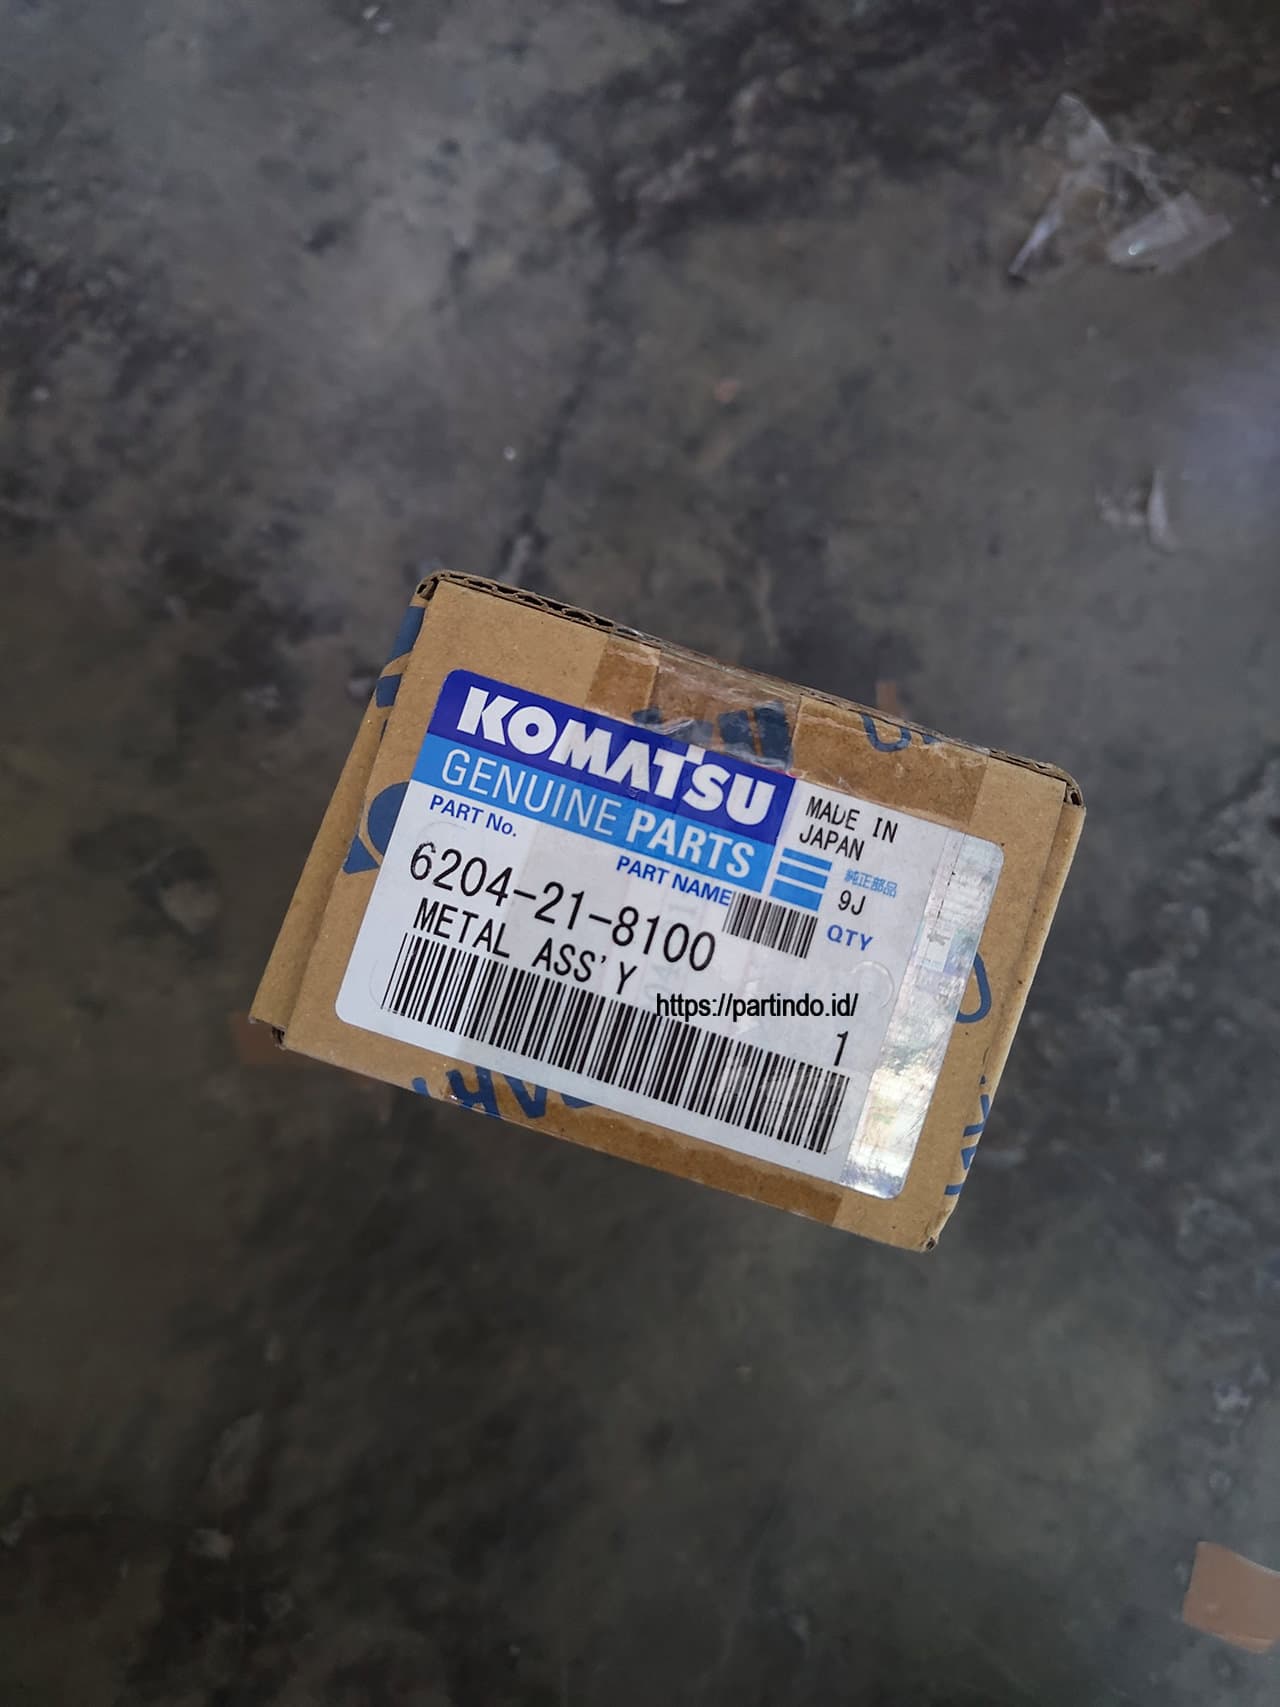 KOMATSU
GENUINE PARTS
MADE IN
JAPAN
純正部品
9J
PART No.
PART NAME
QTY
6204-21-8100
METAL ASS'Y
https://partindo.id/
1